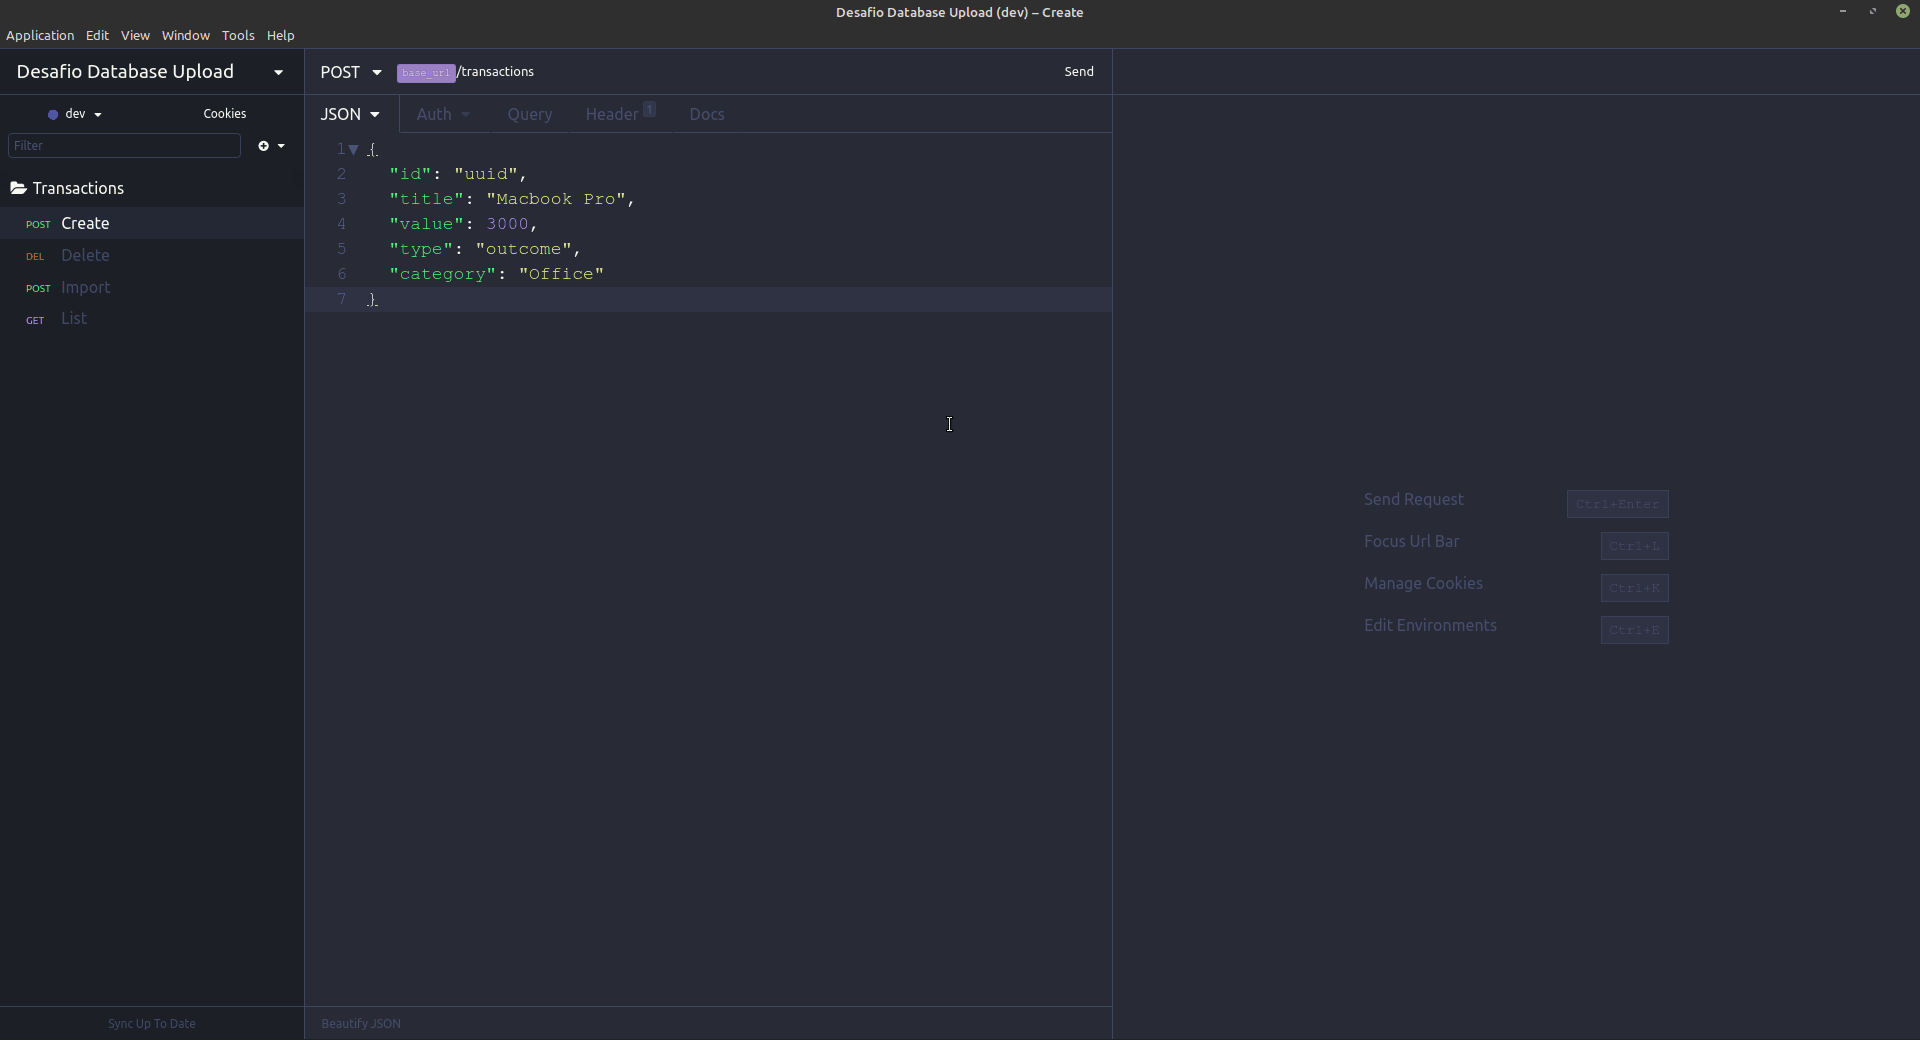 Desafio Database Upload (dev) – Create
Application Edit View Window Tools Help
Desafio Database Upload
dev Cookies
Filter
Transactions
POST Create
DEL Delete
POST Import
GET List
Sync Up To Date
POST base_url/transactions Send
JSON Auth Query Header 1 Docs
1 {
2 "id": "uuid",
3 "title": "Macbook Pro",
4 "value": 3000,
5 "type": "outcome",
6 "category": "Office"
7 }
Beautify JSON
Send Request Ctrl+Enter
Focus Url Bar Ctrl+L
Manage Cookies Ctrl+K
Edit Environments Ctrl+E